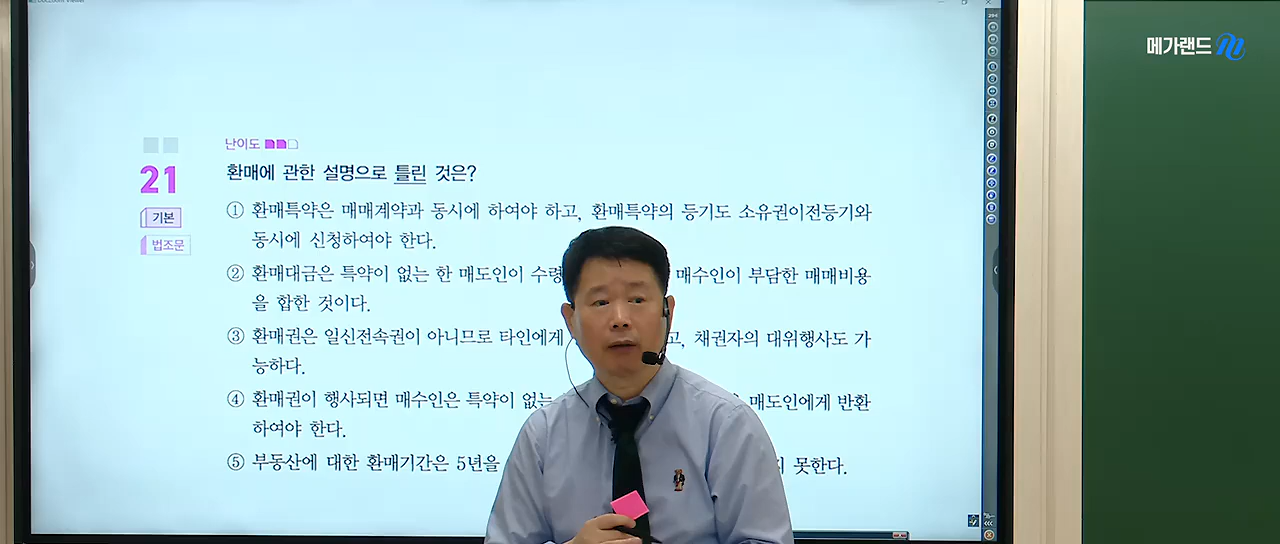 메가랜드
난이도
21
환매에 관한 설명으로 틀린 것은?
기본
법조문
① 환매특약은 매매계약과 동시에 하여야 하고, 환매특약의 등기도 소유권이전등기와
동시에 신청하여야 한다.
② 환매대금은 특약이 없는 한 매도인이 수령 매수인이 부담한 매매비용
을 합한 것이다.
③ 환매권은 일신전속권이 아니므로 타인에게 고, 채권자의 대위행사도 가
능하다.
④ 환매권이 행사되면 매수인은 특약이 없는 매도인에게 반환
하여야 한다.
⑤ 부동산에 대한 환매기간은 5년을 못한다.